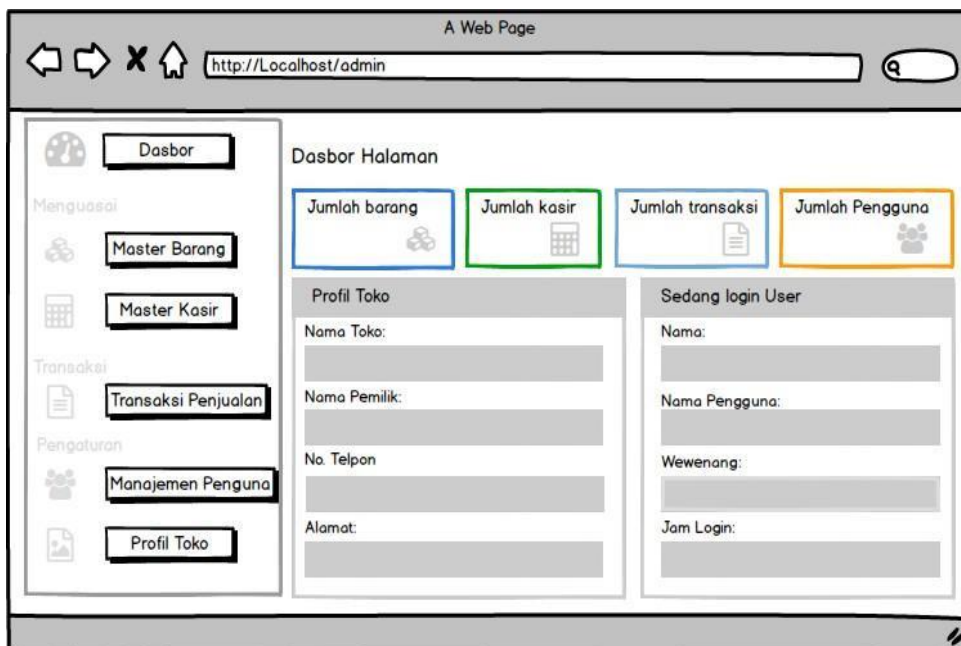 A Web Page
http://Localhost/admin
Dasbor
Menguasai
Master Barang
Master Kasir
Transaksi
Transaksi Penjualan
Pengaturan
Manajemen Penguna
Profil Toko
Dasbor Halaman
Jumlah barang
Jumlah kasir
Jumlah transaksi
Jumlah Pengguna
Profil Toko
Nama Toko:
Nama Pemilik:
No. Telpon
Alamat:
Sedang login User
Nama:
Nama Pengguna:
Wewenang:
Jam Login: